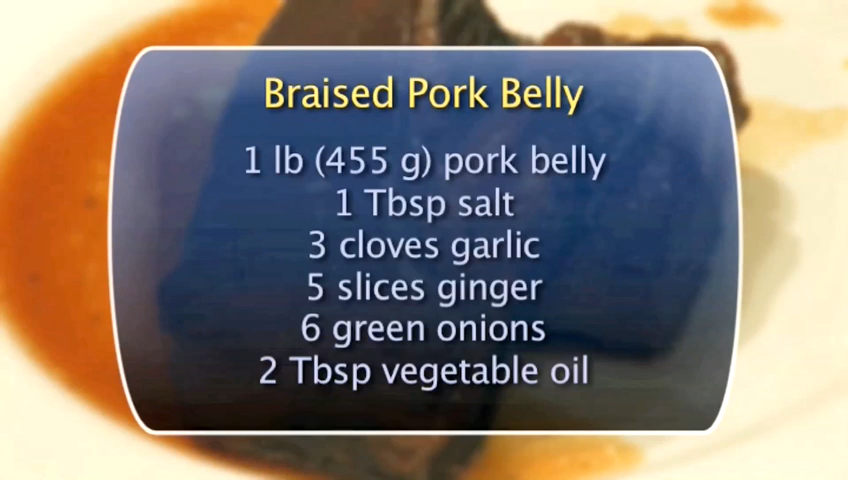 Braised Pork Belly
1 lb (455 g) pork belly
1 Tbsp salt
3 cloves garlic
5 slices ginger
6 green onions
2 Tbsp vegetable oil